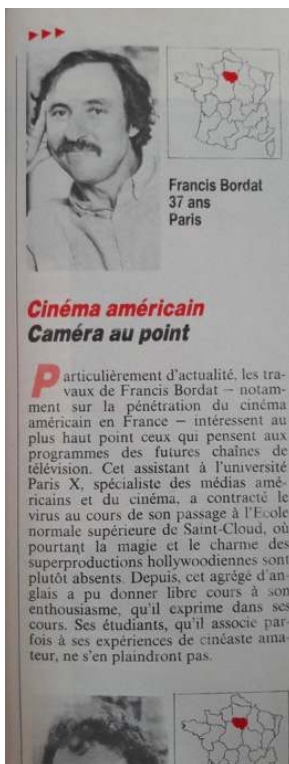 Francis Bordat
37 ans
Paris
Cinéma américain
Caméra au point
Particulièrement d'actualité, les tra-
vaux de Francis Bordat – notam-
ment sur la pénétration du cinéma
américain en France – intéressent au
plus haut point ceux qui pensent aux
programmes des futures chaînes de
télévision. Cet assistant à l'université
Paris X, spécialiste des médias amé-
ricains et du cinéma, a contracté le
virus au cours de son passage à l'Ecole
normale supérieure de Saint-Cloud, où
pourtant la magie et le charme des
superproductions hollywoodiennes sont
plutôt absents. Depuis, cet agrégé d'an-
glais a pu donner libre cours à son
enthousiasme, qu'il exprime dans ses
cours. Ses étudiants, qu'il associe par-
fois à ses expériences de cinéaste ama-
teur, ne s'en plaindront pas.